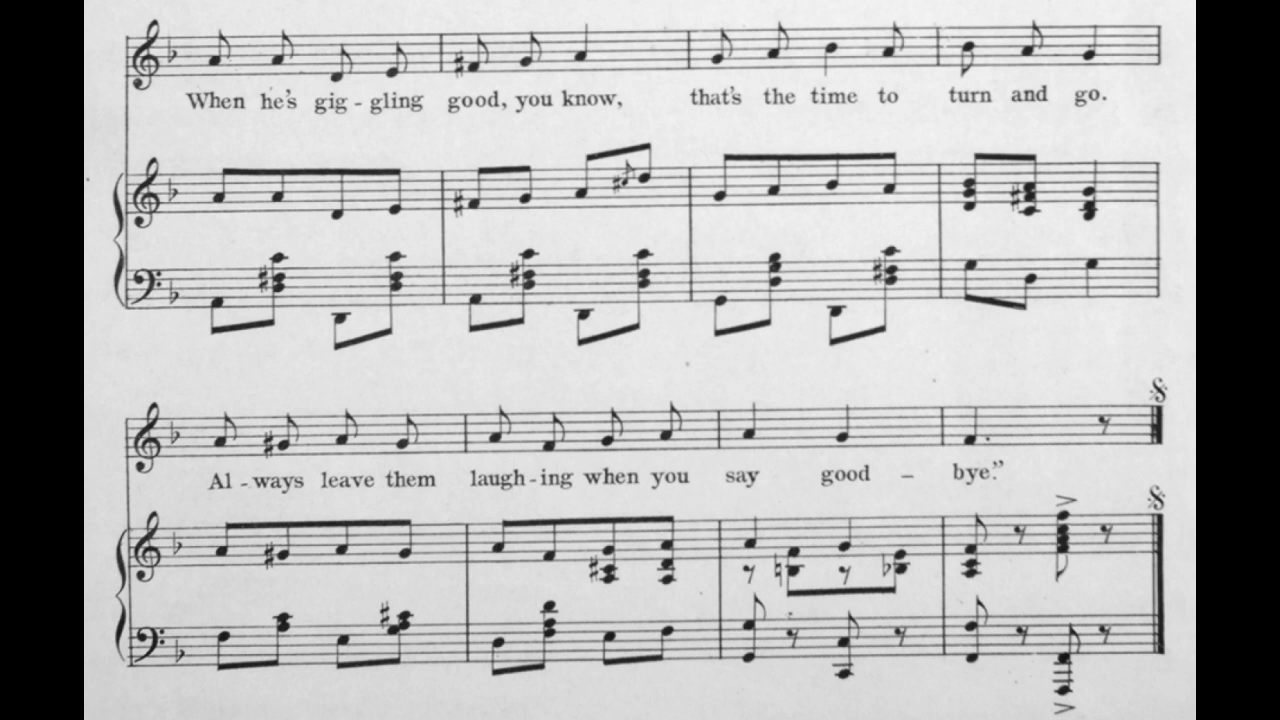 When he's gig - gling good, you know, that's the time to turn and go.
Al - ways leave them laugh - ing when you say good - bye."